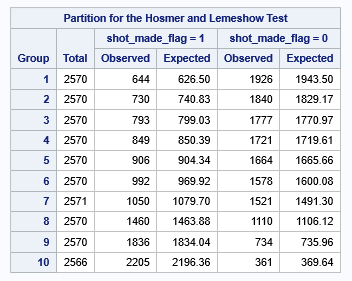 Partition for the Hosmer and Lemeshow Test
shot_made_flag = 1 shot_made_flag = 0
Group Total Observed Expected Observed Expected
1 2570 644 626.50 1926 1943.50
2 2570 730 740.83 1840 1829.17
3 2570 793 799.03 1777 1770.97
4 2570 849 850.39 1721 1719.61
5 2570 906 904.34 1664 1665.66
6 2570 992 969.92 1578 1600.08
7 2571 1050 1079.70 1521 1491.30
8 2570 1460 1463.88 1110 1106.12
9 2570 1836 1834.04 734 735.96
10 2566 2205 2196.36 361 369.64